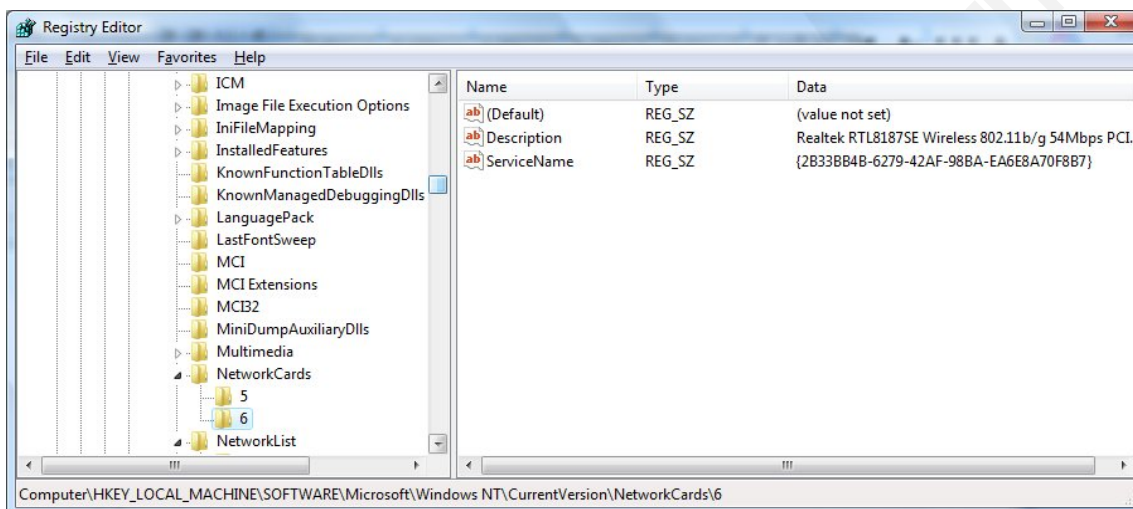 Registry Editor
File Edit View Favorites Help
ICM
Image File Execution Options
IniFileMapping
InstalledFeatures
KnownFunctionTableDlls
KnownManagedDebuggingDlls
LanguagePack
LastFontSweep
MCI
MCI Extensions
MCI32
MiniDumpAuxiliaryDlls
Multimedia
NetworkCards
5
6
NetworkList
Name Type Data
ab (Default) REG_SZ (value not set)
ab Description REG_SZ Realtek RTL8187SE Wireless 802.11b/g 54Mbps PCI.
ab ServiceName REG_SZ {2B33BB4B-6279-42AF-98BA-EA6E8A70F8B7}
Computer\HKEY_LOCAL_MACHINE\SOFTWARE\Microsoft\Windows NT\CurrentVersion\NetworkCards\6